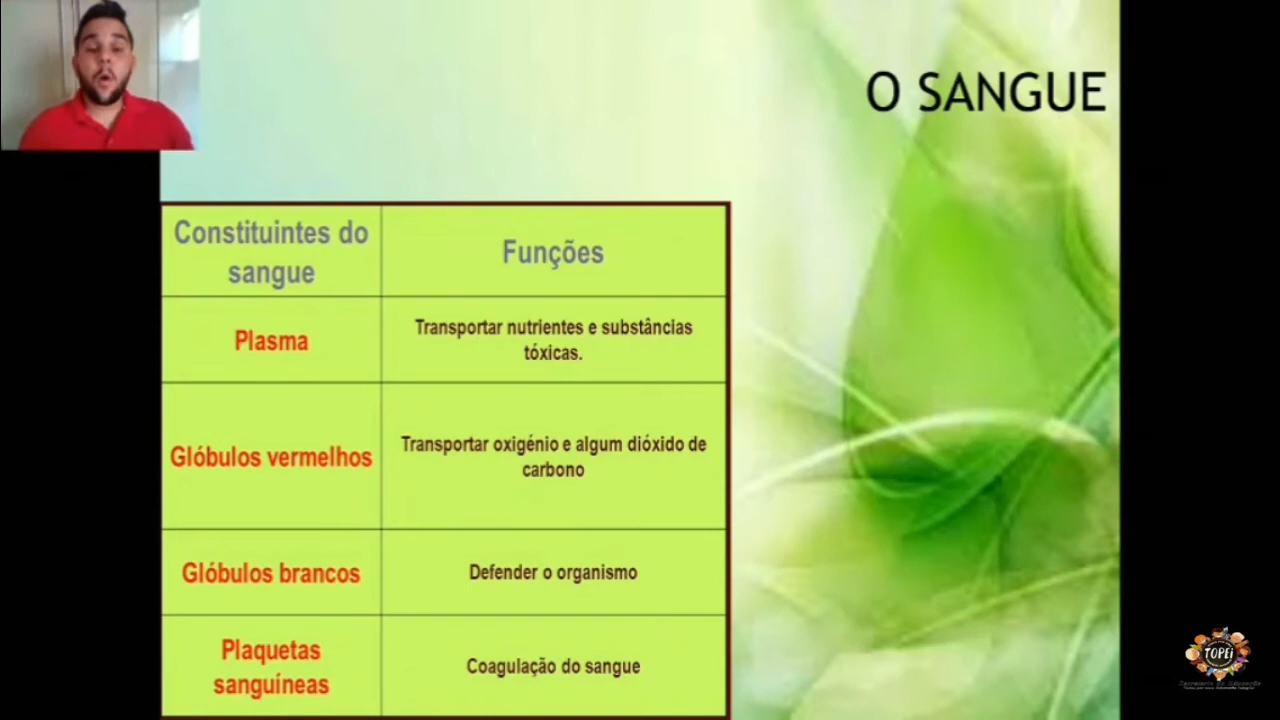 O SANGUE
Constituintes do
sangue
Funções
Plasma
Transportar nutrientes e substâncias
tóxicas.
Glóbulos vermelhos
Transportar oxigénio e algum dióxido de
carbono
Glóbulos brancos
Defender o organismo
Plaquetas
sanguíneas
Coagulação do sangue
TOPEi